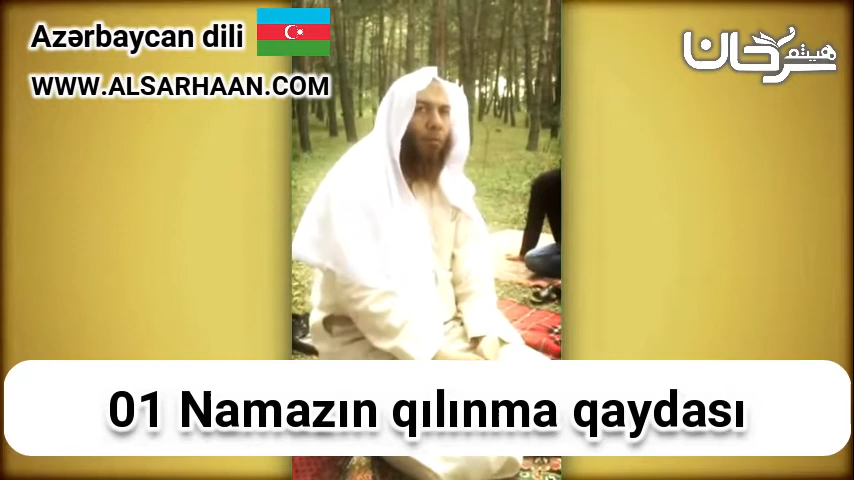 Azərbaycan dili
WWW.ALSARHAAN.COM
هيثم
سرحان
01 Namazın qılınma qaydası